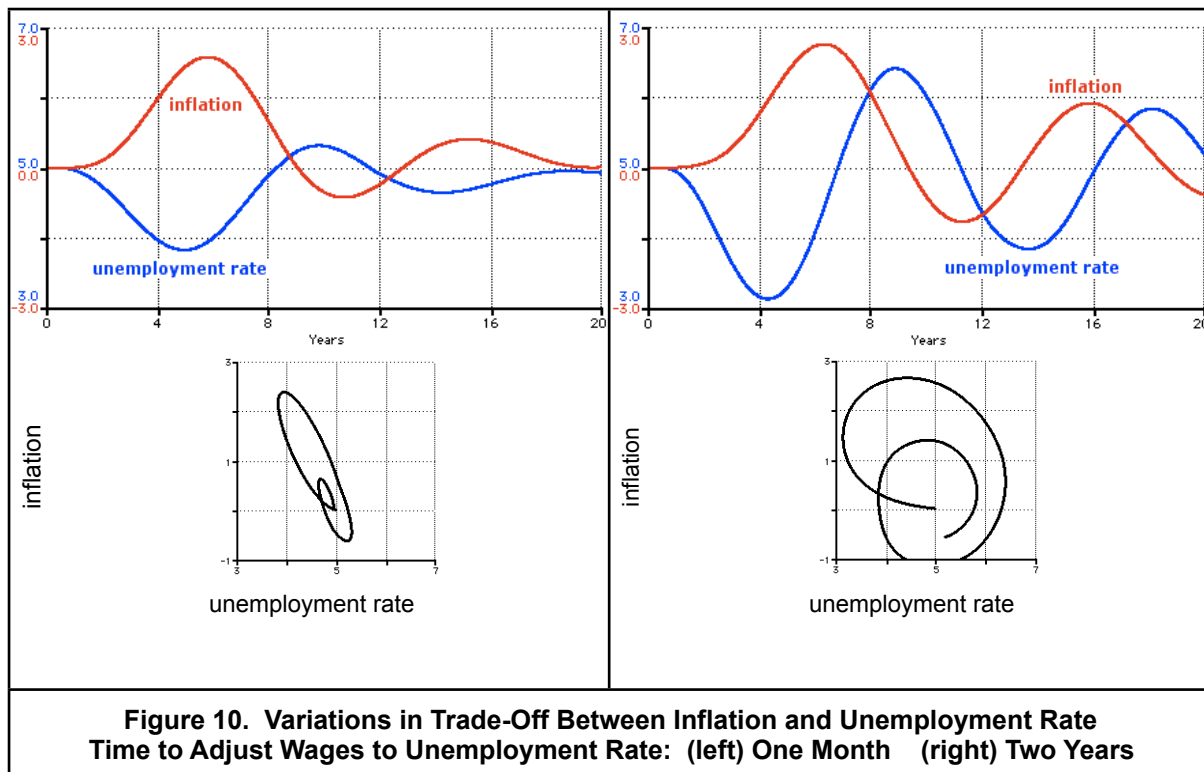 7.0
3.0
inflation
5.0
0.0
unemployment rate
3.0
-3.0
0 4 8 12 16 20
Years
3
inflation
1
-1
3 5 7
unemployment rate
7.0
3.0
inflation
5.0
0.0
unemployment rate
3.0
-3.0
0 4 8 12 16 20
Years
3
inflation
1
-1
3 5 7
unemployment rate
Figure 10. Variations in Trade-Off Between Inflation and Unemployment Rate
Time to Adjust Wages to Unemployment Rate: (left) One Month (right) Two Years